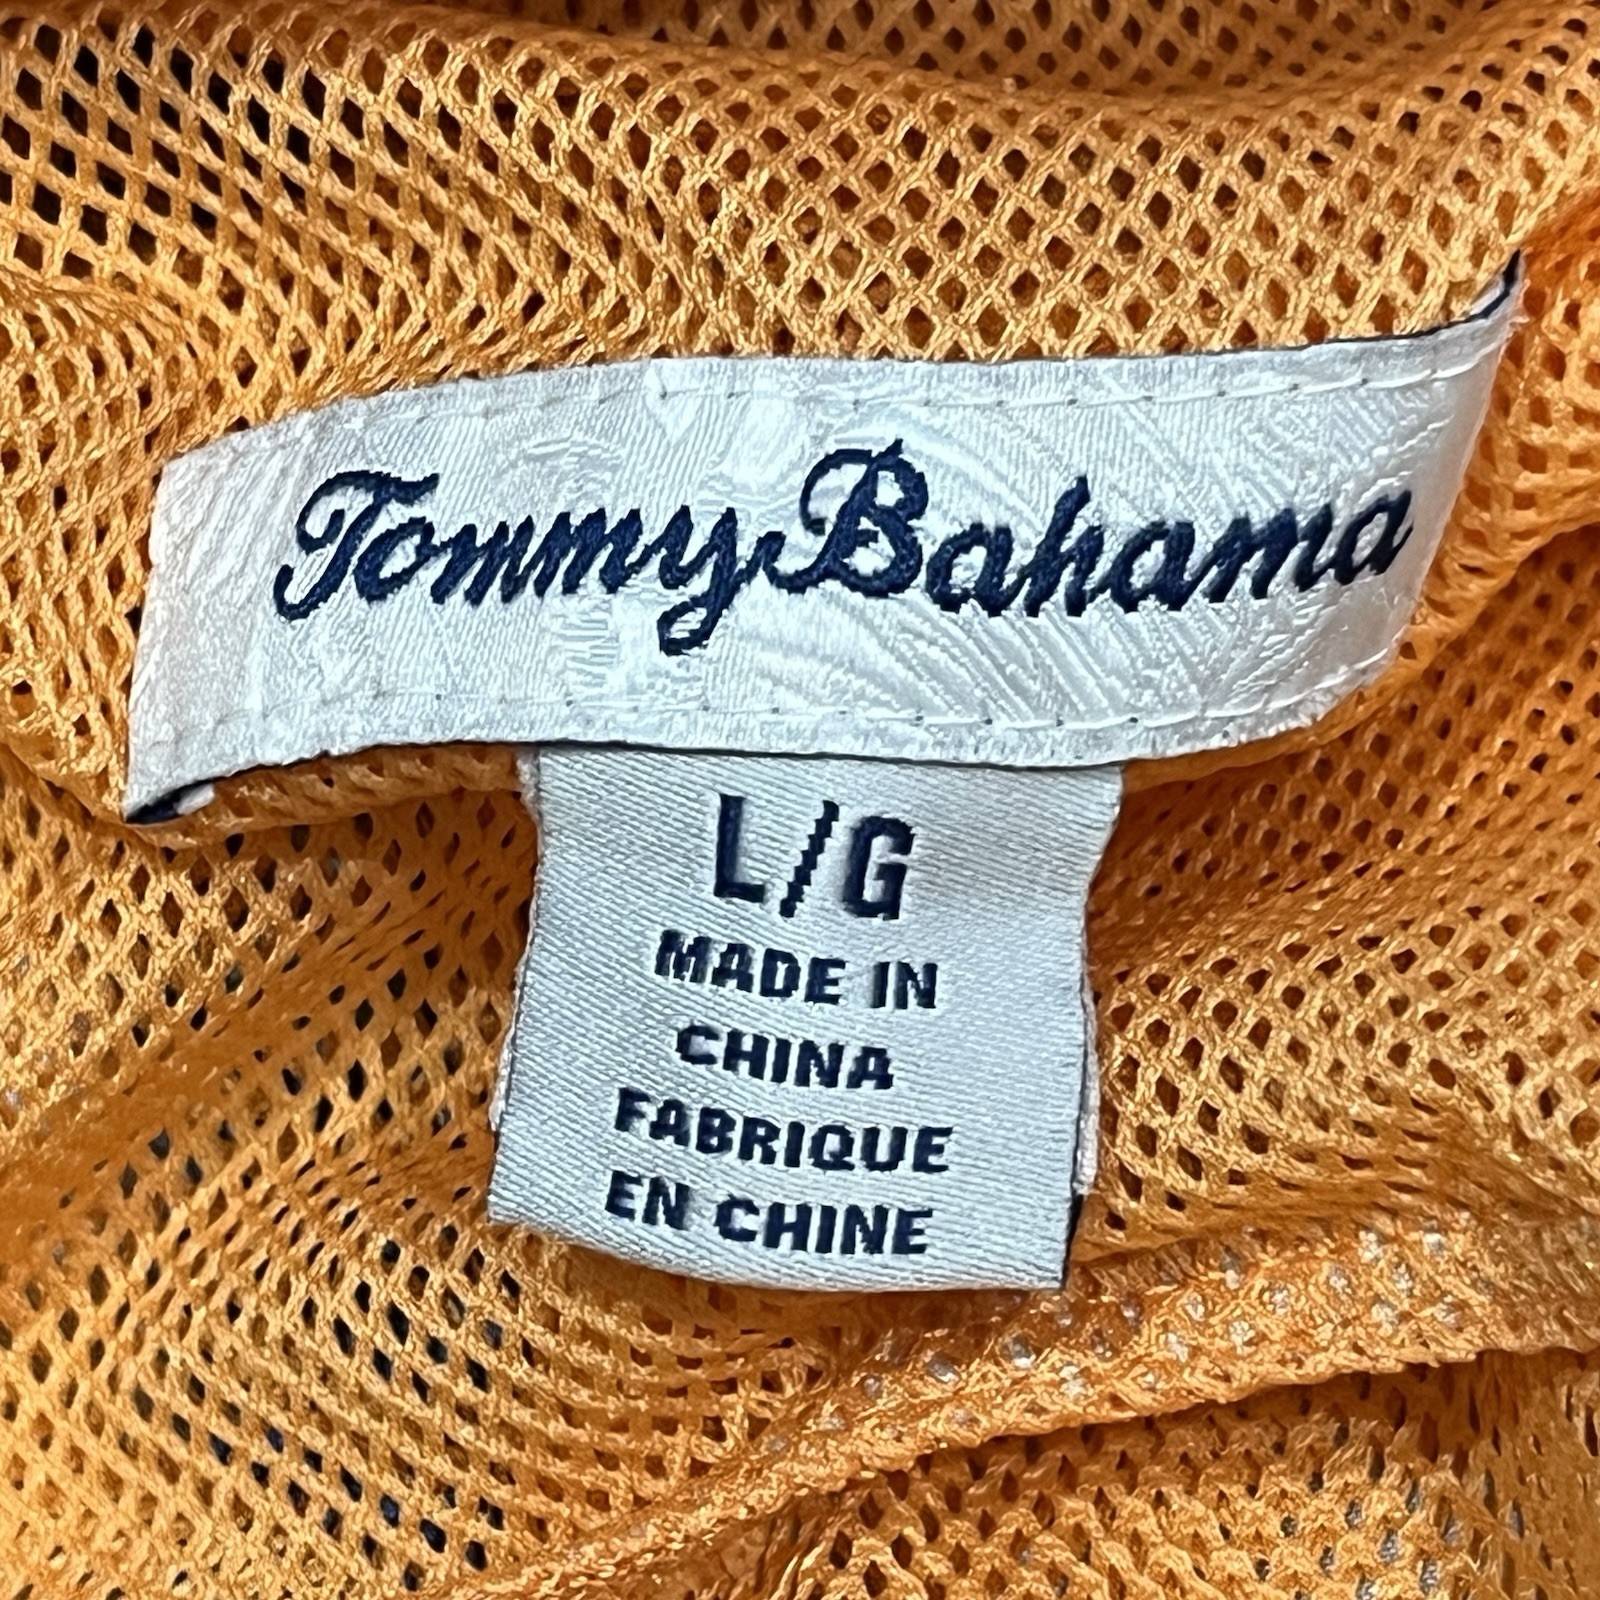 Tommy Bahama
L/G
MADE IN
CHINA
FABRIQUE
EN CHINE